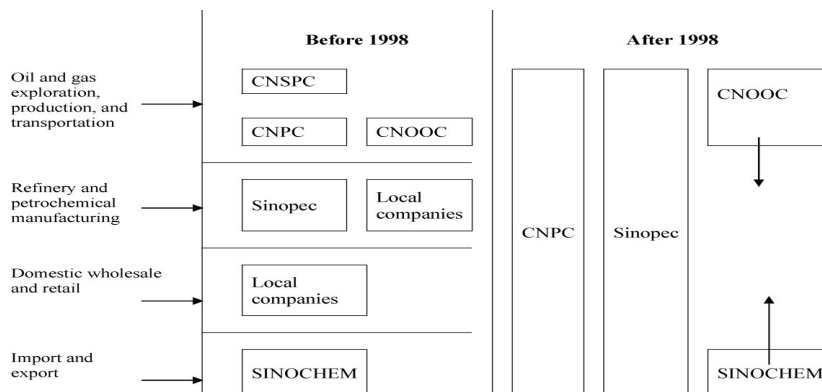 Before 1998
After 1998
Oil and gas
exploration,
production, and
transportation
CNSPC
CNPC
CNOOC
CNOOC
Refinery and
petrochemical
manufacturing
Sinopec
Local
companies
CNPC
Sinopec
Domestic wholesale
and retail
Local
companies
Import and
export
SINOCHEM
SINOCHEM